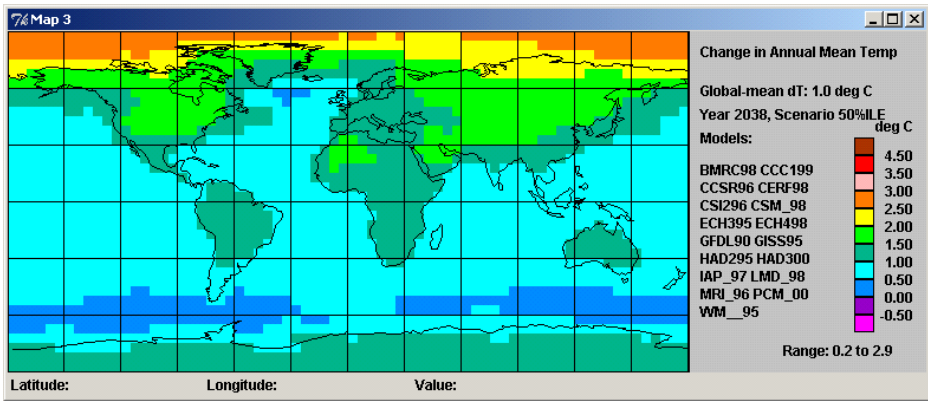 7% Map 3
Change in Annual Mean Temp
Global-mean dT: 1.0 deg C
Year 2038, Scenario 50%ILE
deg C
Models:
BMRC98 CCC199
CCSR96 CERF98
CSI296 CSM_98
ECH395 ECH498
GFDL90 GISS95
HAD295 HAD300
IAP_97 LMD_98
MRI_96 PCM_00
WM__95
4.50
3.50
3.00
2.50
2.00
1.50
1.00
0.50
0.00
-0.50
Range: 0.2 to 2.9
Latitude: Longitude: Value: